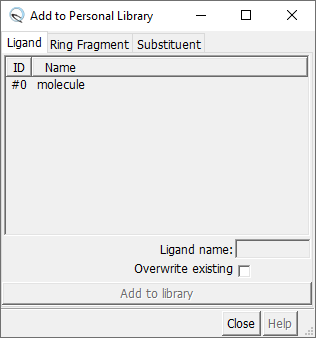 Add to Personal Library
Ligand Ring Fragment Substituent
ID Name
#0 molecule
Ligand name:
Overwrite existing
Add to library
Close Help